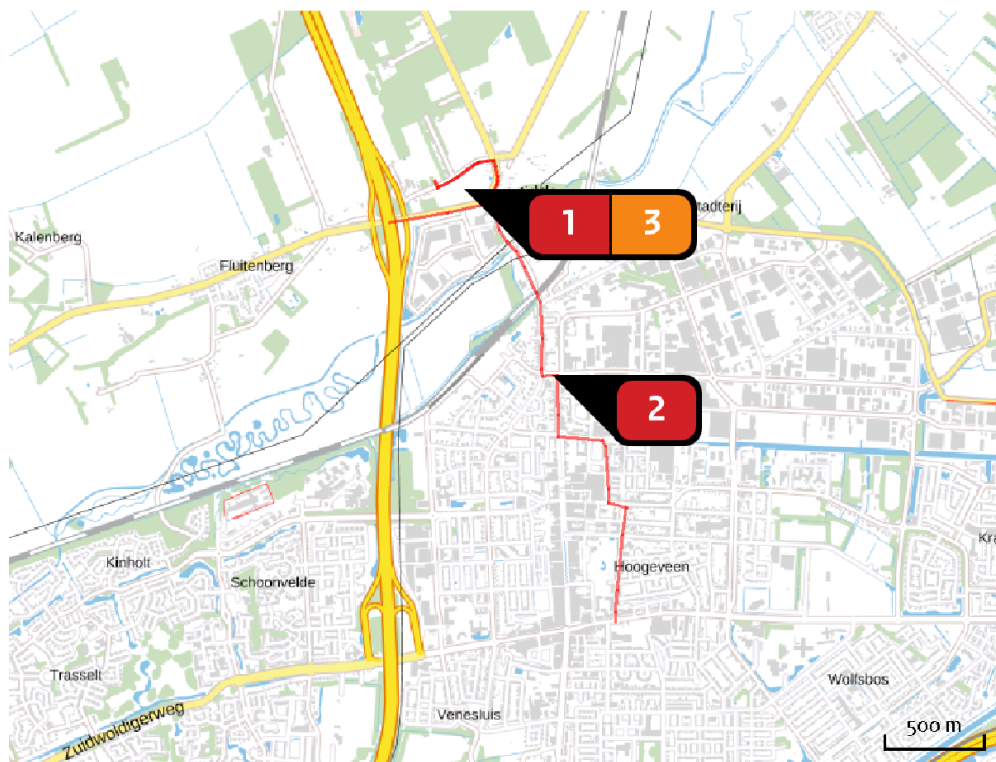 1 3
Kalenberg
Fluitenberg
2
Kinholt
Schoonvelde
Hoogeveen
Trasselt
Wolfsbos
Venesluis
Zuidwoldigerweg
500 m